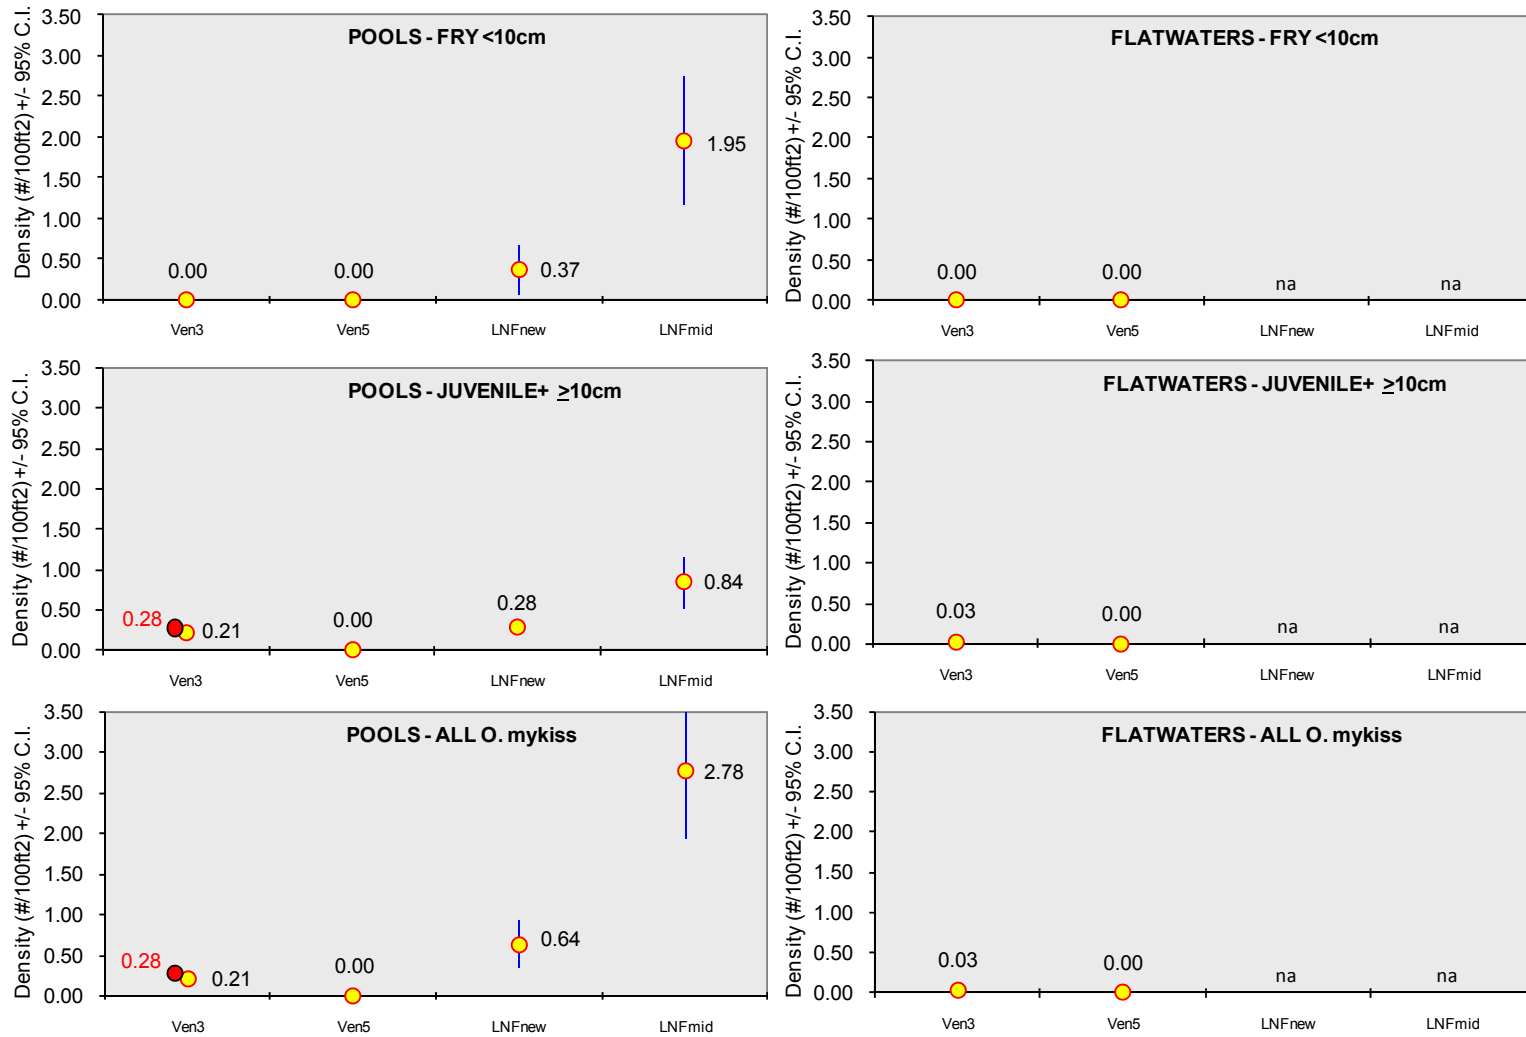 POOLS - FRY <10cm
Density (#/100ft2) +/- 95% C.I.
3.50
3.00
2.50
2.00
1.50
1.00
0.50
0.00
0.00
0.00
0.37
1.95
Ven3
Ven5
LNFnew
LNFmid
FLATWATERS - FRY <10cm
Density (#/100ft2) +/- 95% C.I.
3.50
3.00
2.50
2.00
1.50
1.00
0.50
0.00
0.00
0.00
na
na
Ven3
Ven5
LNFnew
LNFmid
POOLS - JUVENILE+ ≥10cm
Density (#/100ft2) +/- 95% C.I.
3.50
3.00
2.50
2.00
1.50
1.00
0.50
0.00
0.28
0.21
0.00
0.28
0.84
Ven3
Ven5
LNFnew
LNFmid
FLATWATERS - JUVENILE+ ≥10cm
Density (#/100ft2) +/- 95% C.I.
3.50
3.00
2.50
2.00
1.50
1.00
0.50
0.00
0.03
0.00
na
na
Ven3
Ven5
LNFnew
LNFmid
POOLS - ALL O. mykiss
Density (#/100ft2) +/- 95% C.I.
3.50
3.00
2.50
2.00
1.50
1.00
0.50
0.00
0.28
0.21
0.00
0.64
2.78
Ven3
Ven5
LNFnew
LNFmid
FLATWATERS - ALL O. mykiss
Density (#/100ft2) +/- 95% C.I.
3.50
3.00
2.50
2.00
1.50
1.00
0.50
0.00
0.03
0.00
na
na
Ven3
Ven5
LNFnew
LNFmid